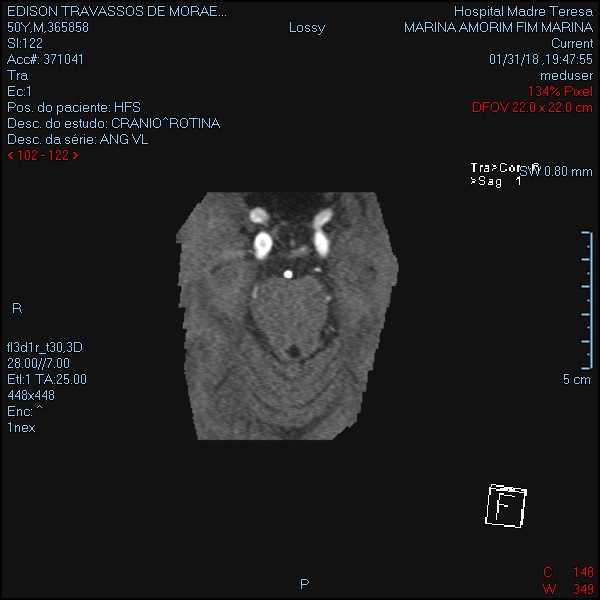 EDISON TRAVASSOS DE MORAE...
50Y,M,365858
SI:122
Acc#: 371041
Tra
Ec:1
Pos. do paciente: HFS
Desc. do estudo: CRANIO^ROTINA
Desc. da série: ANG VL
< 102 - 122 >
Lossy
Hospital Madre Teresa
MARINA AMORIM FIM MARINA
Current
01/31/18 ,19:47:55
meduser
134% Pixel
DFOV 22.0 x 22.0 cm
Tra>Cor
SW 0.80 mm
>Sag 1
R
fl3d1r_t30,3D
28.00//7.00
Etl:1 TA:25.00
448x448
Enc: ^
1nex
5 cm
F
P
C 148
W 349